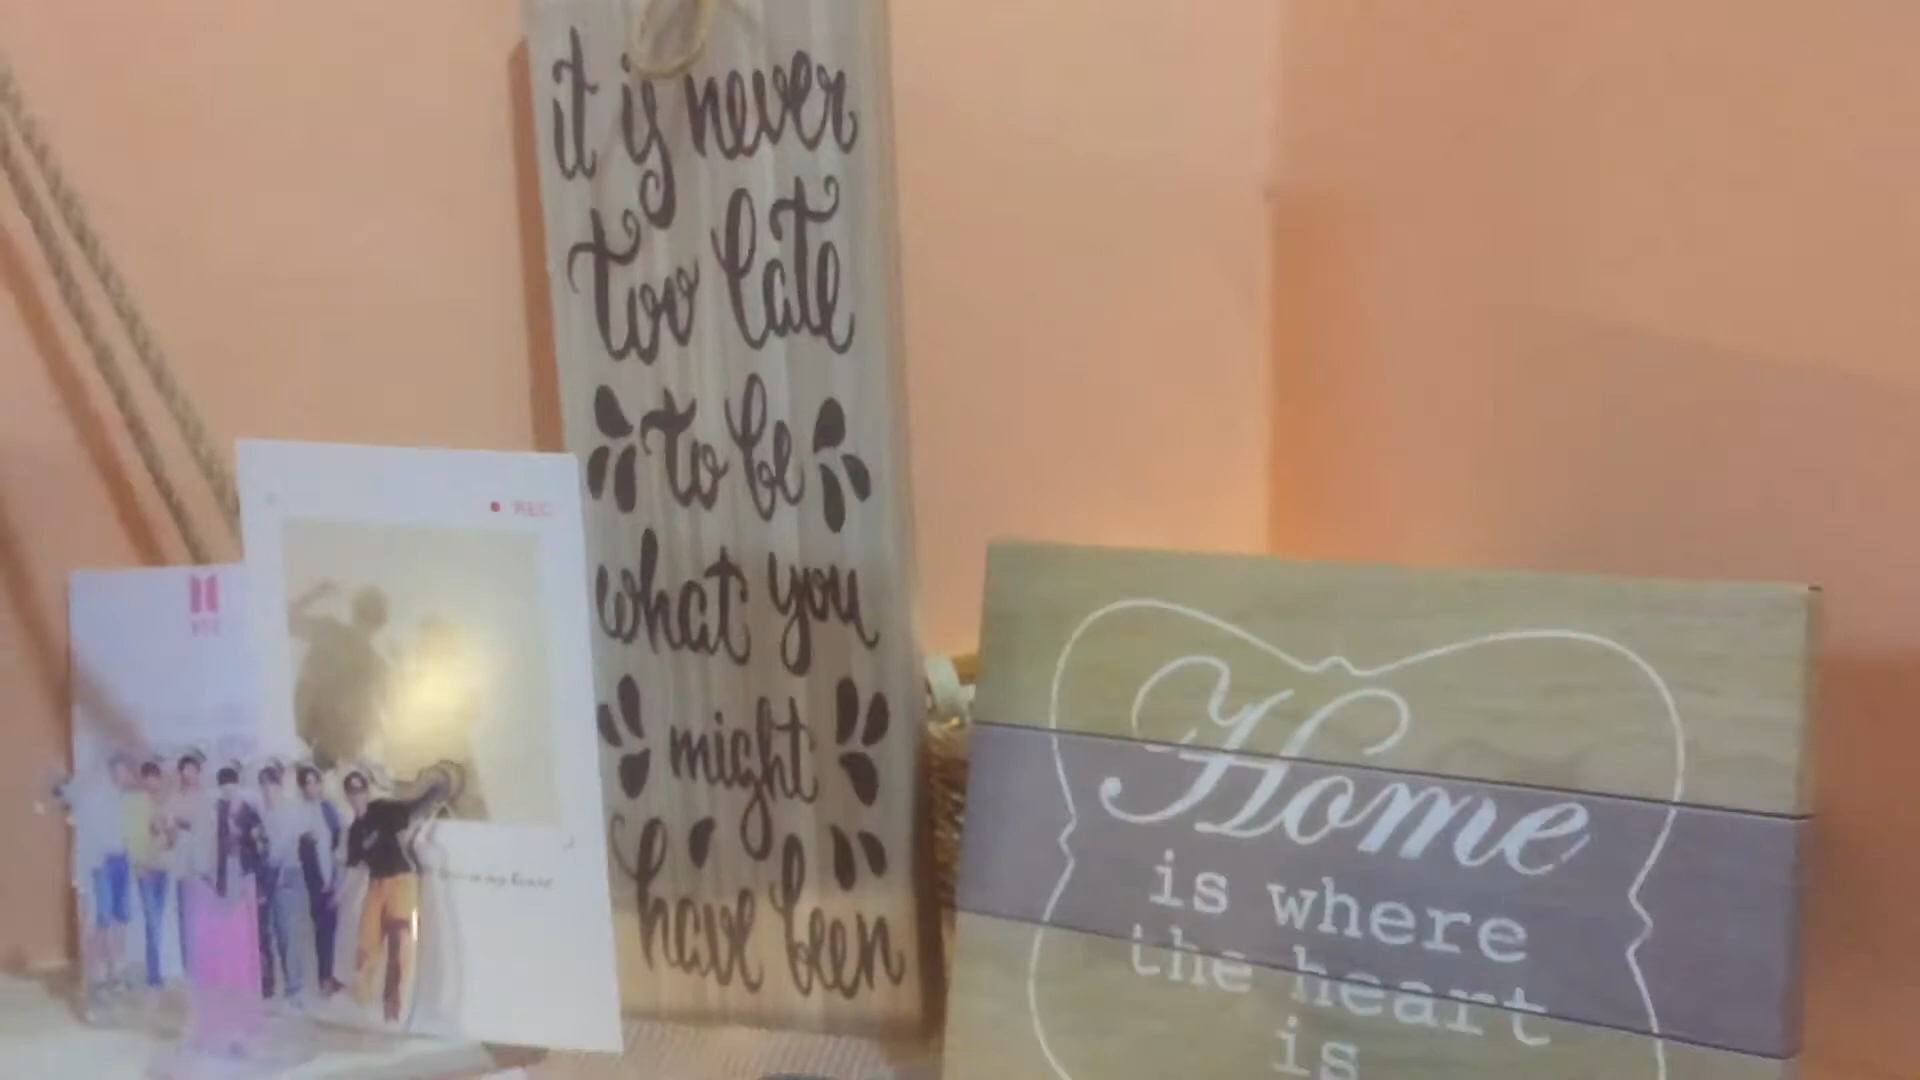 it is never
too late
to be
what you
might
have been
REC
BTS
Home
is where
the heart
is